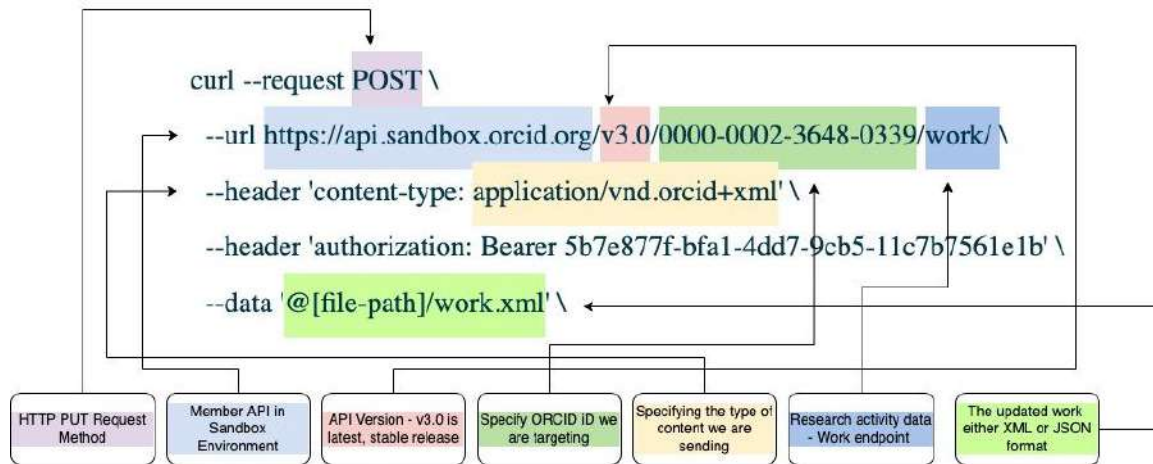 curl --request POST \
--url https://api.sandbox.orcid.org/v3.0/0000-0002-3648-0339/work/ \
--header 'content-type: application/vnd.orcid+xml' \
--header 'authorization: Bearer 5b7e877f-bfa1-4dd7-9cb5-11c7b7561e1b' \
--data '@[file-path]/work.xml' \
HTTP PUT Request
Method
Member API in
Sandbox
Environment
API Version - v3.0 is
latest, stable release
Specify ORCID iD we
are targeting
Specifying the type of
content we are
sending
Research activity data
- Work endpoint
The updated work
either XML or JSON
format